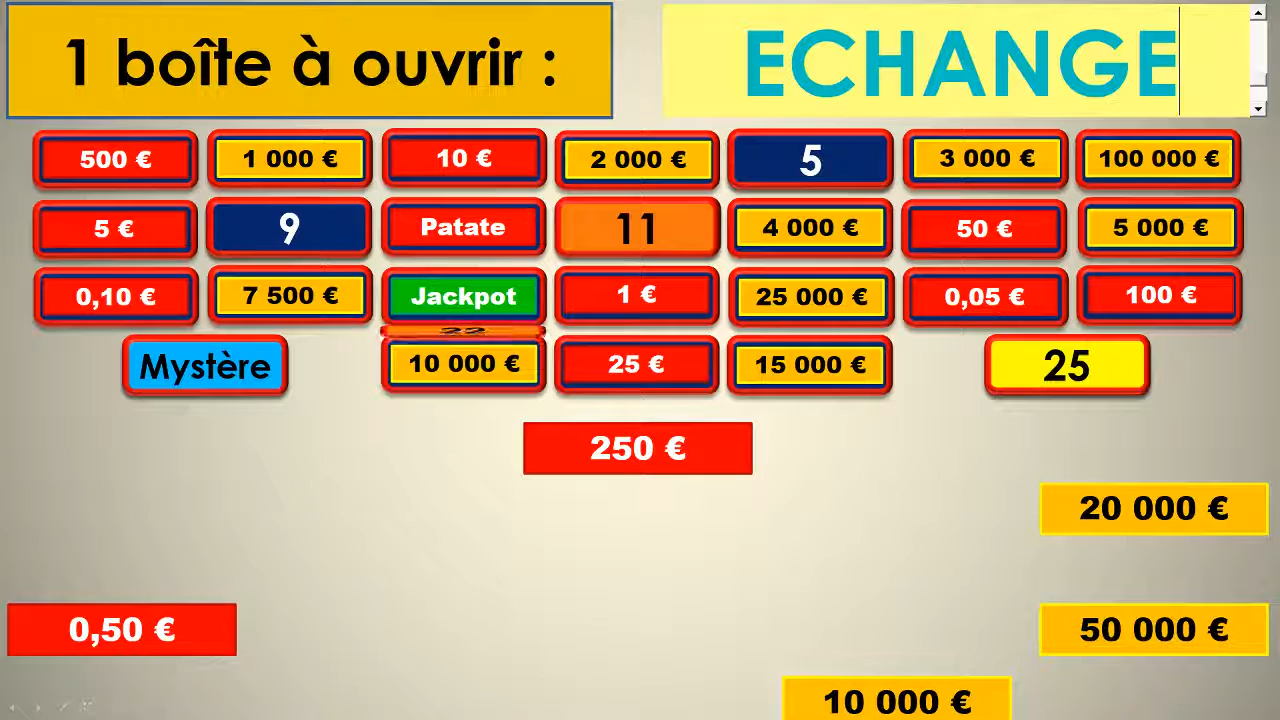 1 boîte à ouvrir :
ECHANGE
500 € 1 000 € 10 € 2 000 € 5 3 000 € 100 000 €
5 € 9 Patate 11 4 000 € 50 € 5 000 €
0,10 € 7 500 € Jackpot 1 € 25 000 € 0,05 € 100 €
22
Mystère 10 000 € 25 € 15 000 € 25
250 €
20 000 €
0,50 € 50 000 €
10 000 €